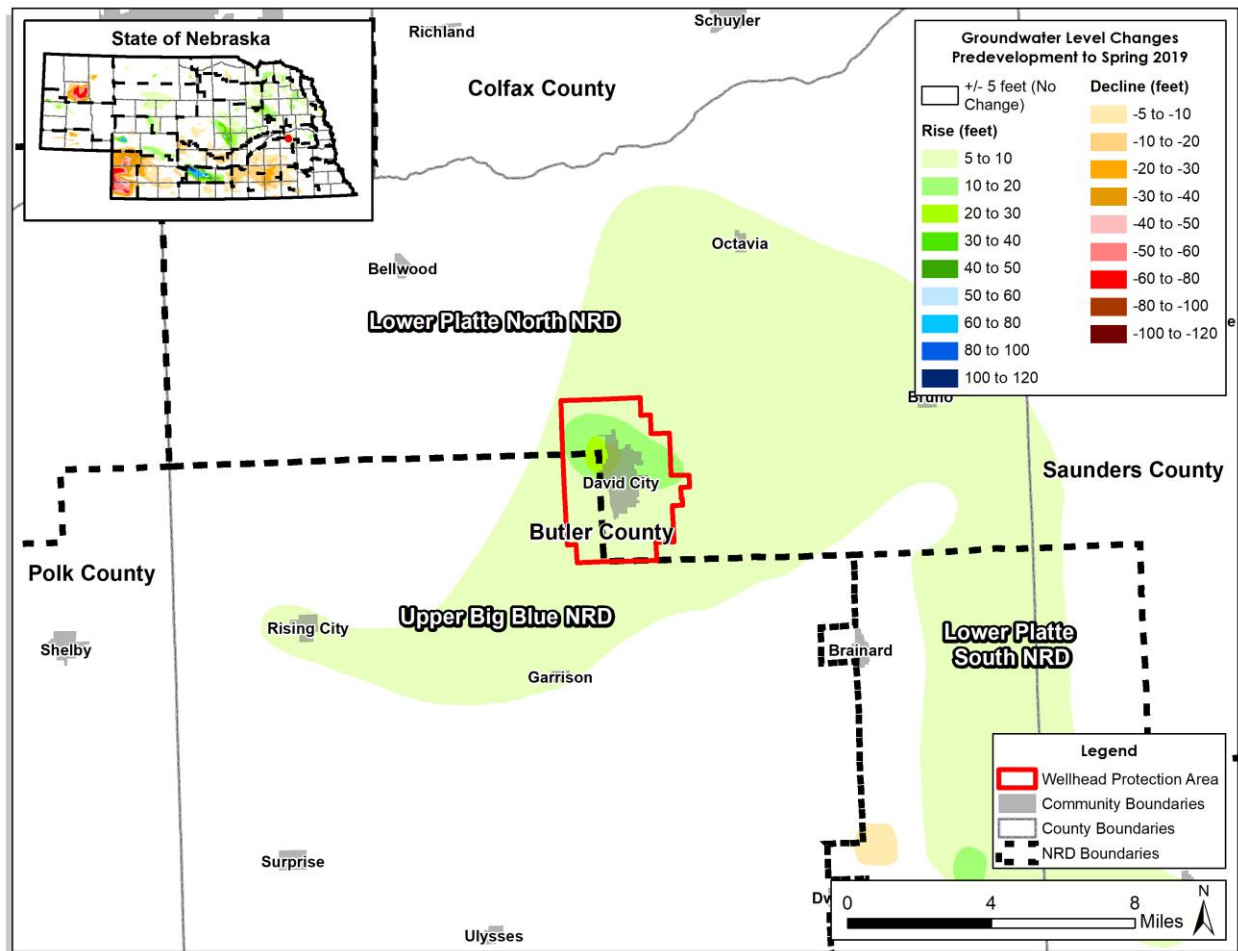 State of Nebraska
Richland
Schuyler
Colfax County
Groundwater Level Changes
Predevelopment to Spring 2019
+/- 5 feet (No
Change)
Rise (feet)
5 to 10
10 to 20
20 to 30
30 to 40
40 to 50
50 to 60
60 to 80
80 to 100
100 to 120
Decline (feet)
-5 to -10
-10 to -20
-20 to -30
-30 to -40
-40 to -50
-50 to -60
-60 to -80
-80 to -100
-100 to -120
e
Octavia
Bellwood
Lower Platte North NRD
Bruno
Saunders County
David City
Butler County
Polk County
Upper Big Blue NRD
Rising City
Shelby
Garrison
Brainard
Lower Platte
South NRD
Surprise
Ulysses
Dw
Legend
Wellhead Protection Area
Community Boundaries
County Boundaries
NRD Boundaries
0 4 8
Miles
N